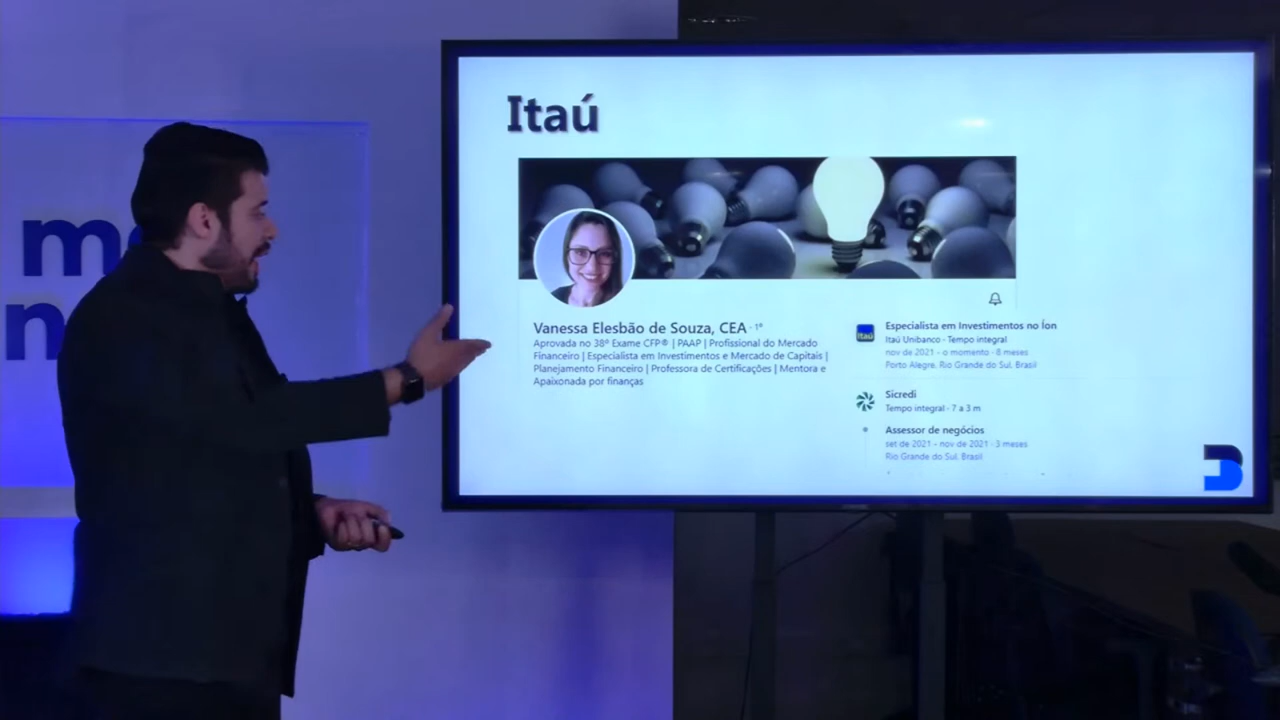 Itaú
Vanessa Elesbão de Souza, CEA · 1º
Aprovada no 38º Exame CFP® | PAAP | Profissional do Mercado
Financeiro | Especialista em Investimentos e Mercado de Capitais |
Planejamento Financeiro | Professora de Certificações | Mentora e
Apaixonada por finanças
Itaú
Especialista em Investimentos no Íon
Itaú Unibanco · Tempo integral
nov de 2021 - o momento · 8 meses
Porto Alegre, Rio Grande do Sul, Brasil
Sicredi
Tempo integral · 7 a 3 m
Assessor de negócios
set de 2021 - nov de 2021 · 3 meses
Rio Grande do Sul, Brasil